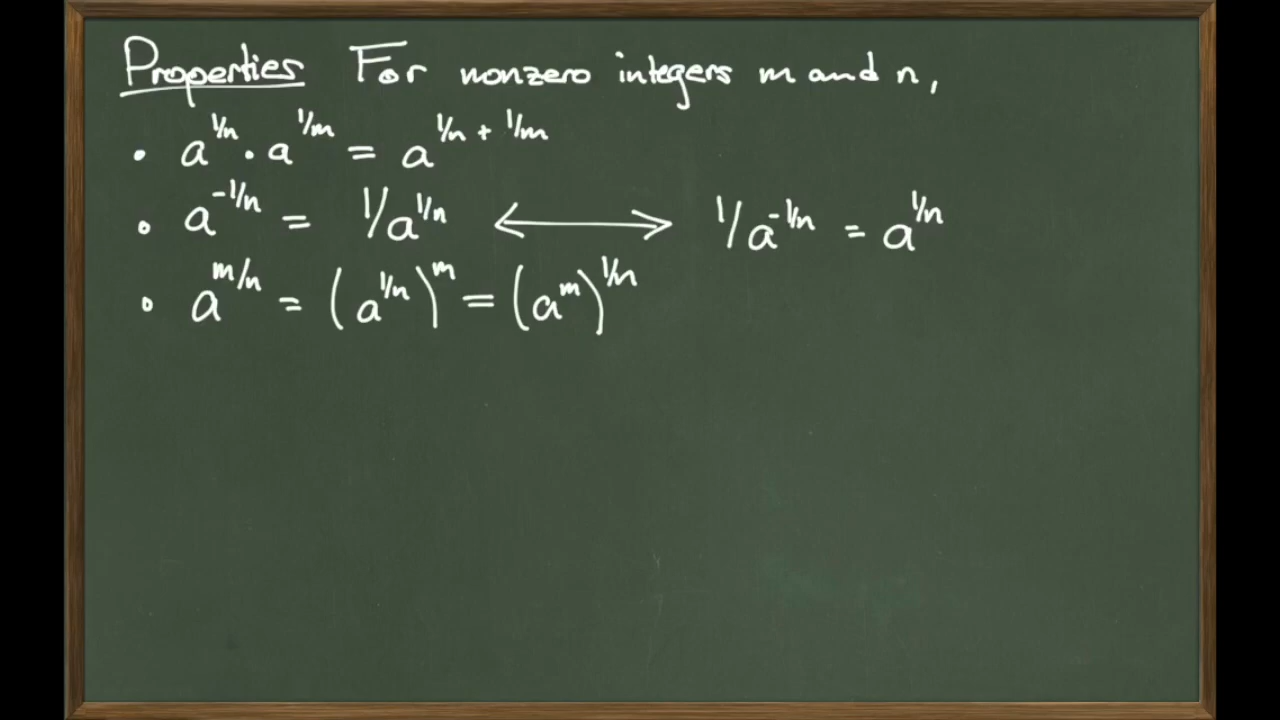 Properties For nonzero integers m and n,
• a^{1/n} · a^{1/m} = a^{1/n + 1/m}
• a^{-1/n} = 1/a^{1/n} ⟷ 1/a^{-1/n} = a^{1/n}
• a^{m/n} = (a^{1/n})^m = (a^m)^{1/n}